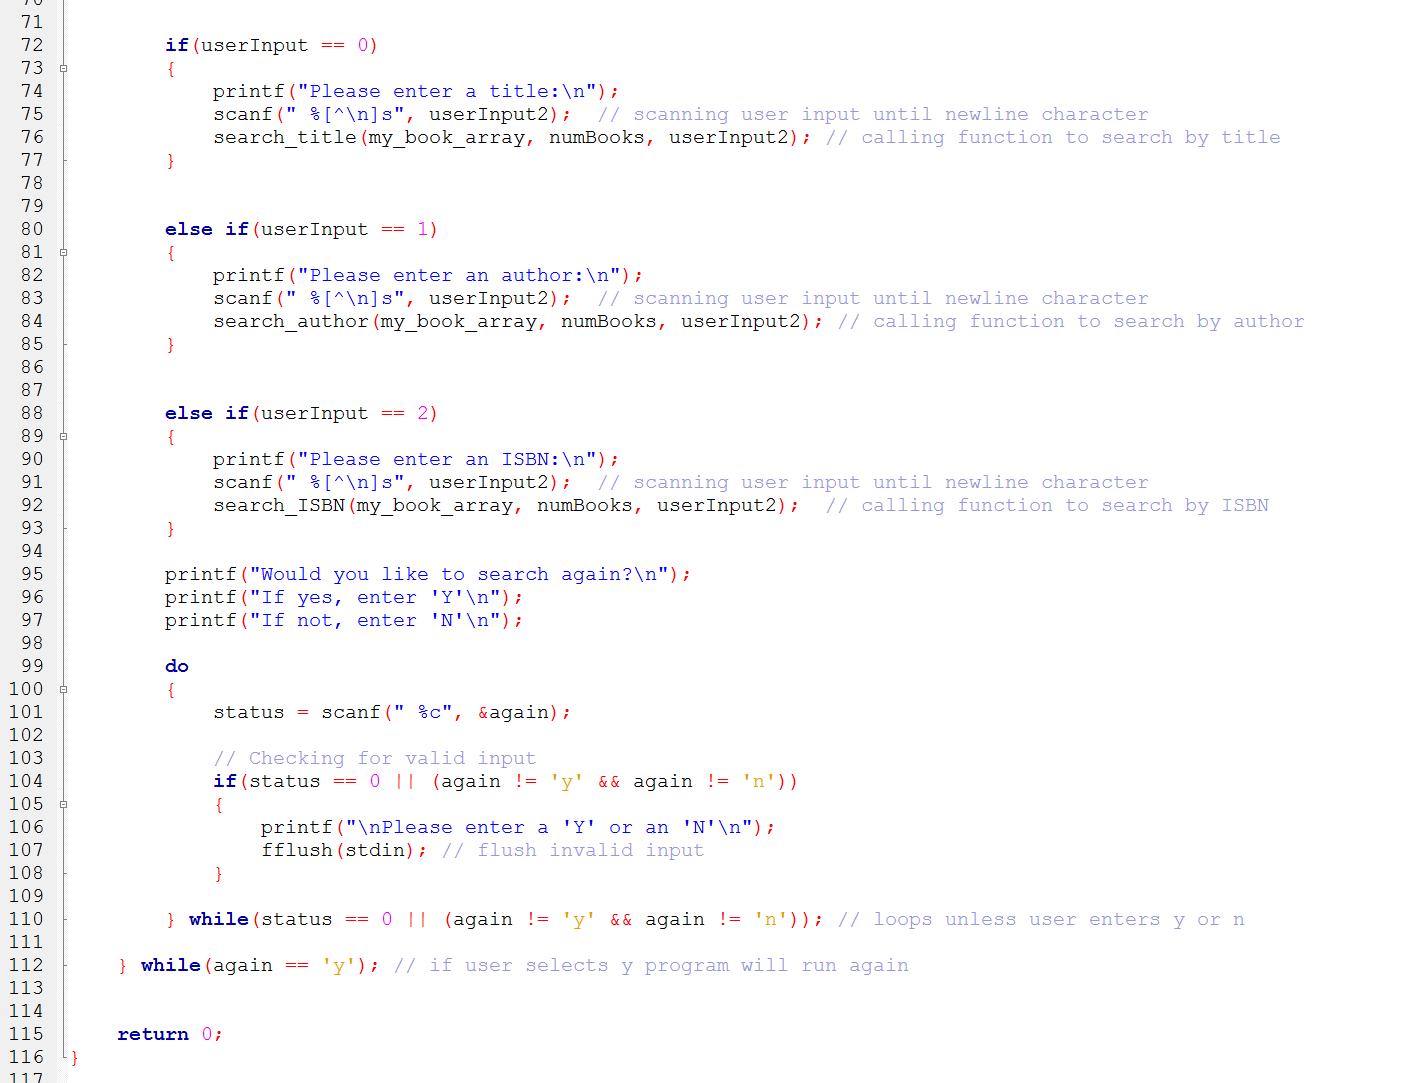 71
72 if(userInput == 0)
73 {
74 printf("Please enter a title:\n");
75 scanf(" %[^\n]s", userInput2); // scanning user input until newline character
76 search_title(my_book_array, numBooks, userInput2); // calling function to search by title
77 }
78
79
80 else if(userInput == 1)
81 {
82 printf("Please enter an author:\n");
83 scanf(" %[^\n]s", userInput2); // scanning user input until newline character
84 search_author(my_book_array, numBooks, userInput2); // calling function to search by author
85 }
86
87
88 else if(userInput == 2)
89 {
90 printf("Please enter an ISBN:\n");
91 scanf(" %[^\n]s", userInput2); // scanning user input until newline character
92 search_ISBN(my_book_array, numBooks, userInput2); // calling function to search by ISBN
93 }
94
95 printf("Would you like to search again?\n");
96 printf("If yes, enter 'Y'\n");
97 printf("If not, enter 'N'\n");
98
99 do
100 {
101 status = scanf(" %c", &again);
102
103 // Checking for valid input
104 if(status == 0 || (again != 'y' && again != 'n'))
105 {
106 printf("\nPlease enter a 'Y' or an 'N'\n");
107 fflush(stdin); // flush invalid input
108 }
109
110 } while(status == 0 || (again != 'y' && again != 'n')); // loops unless user enters y or n
111
112 } while(again == 'y'); // if user selects y program will run again
113
114
115 return 0;
116 }
117